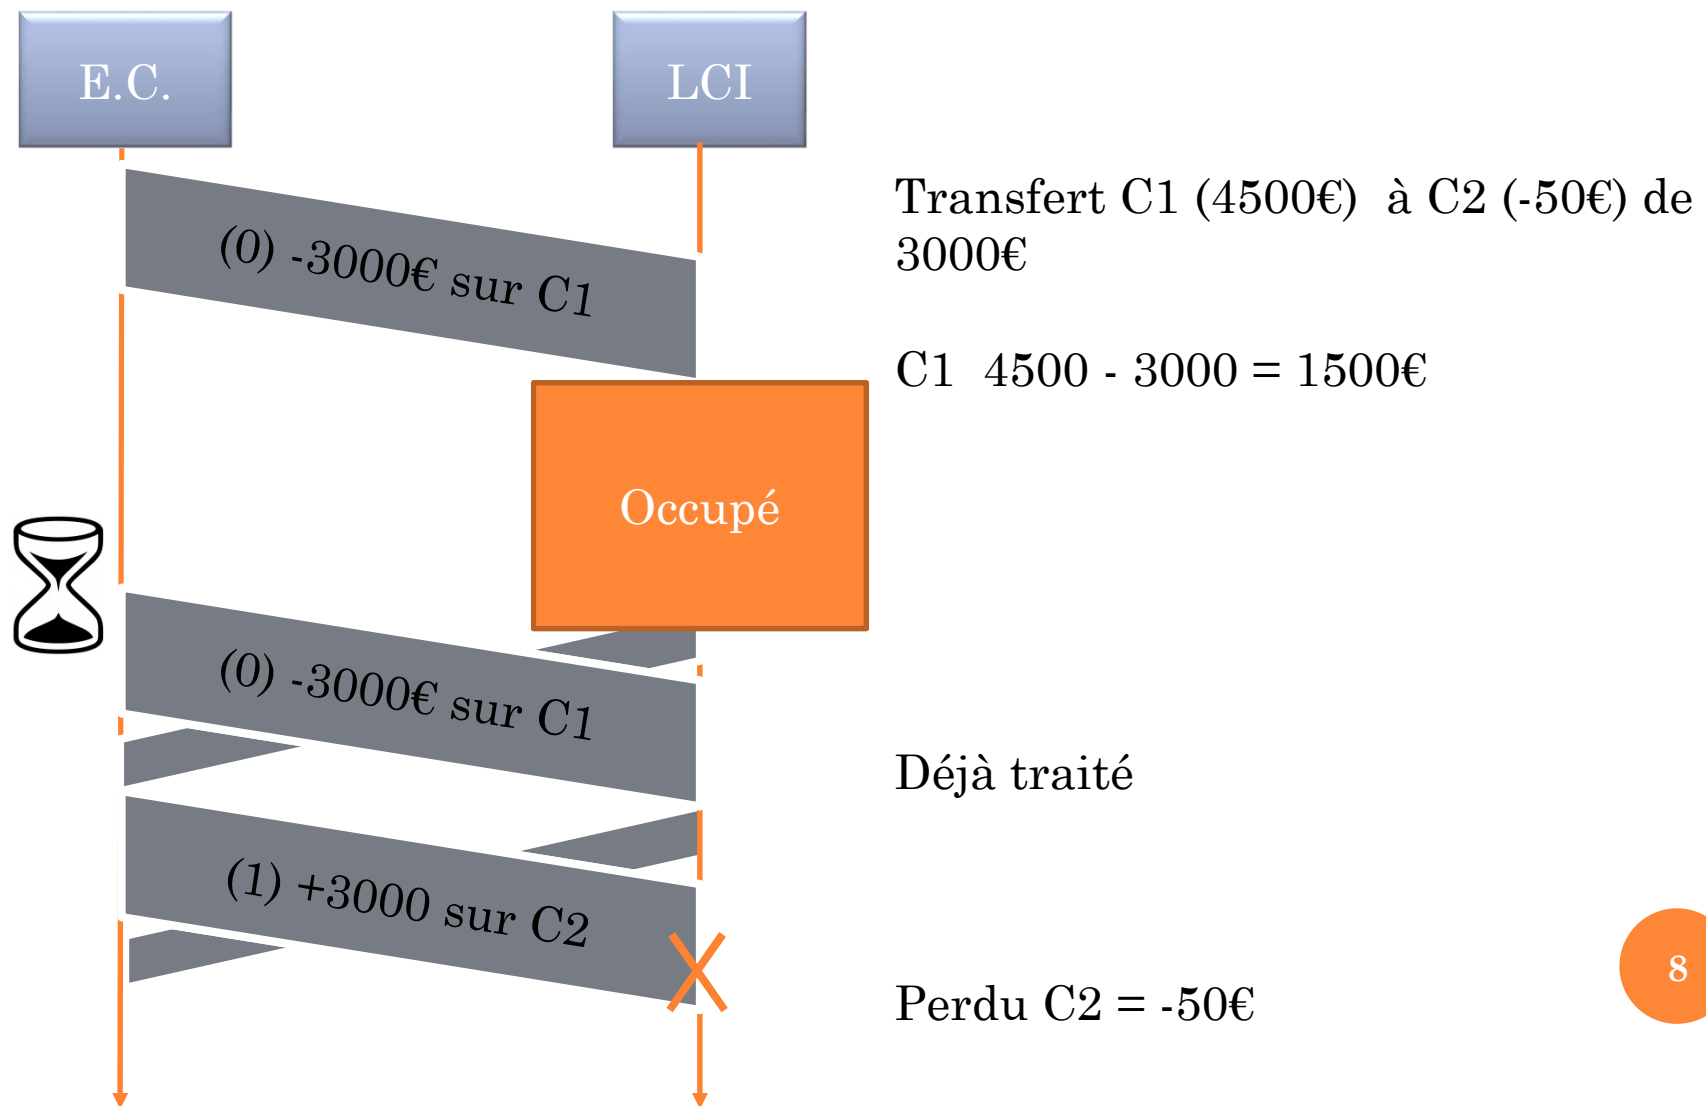 E.C.
LCI
Transfert C1 (4500€) à C2 (-50€) de
3000€
(0) -3000€ sur C1
C1 4500 - 3000 = 1500€
Occupé
(0) -3000€ sur C1
Déjà traité
(1) +3000 sur C2
8
Perdu C2 = -50€